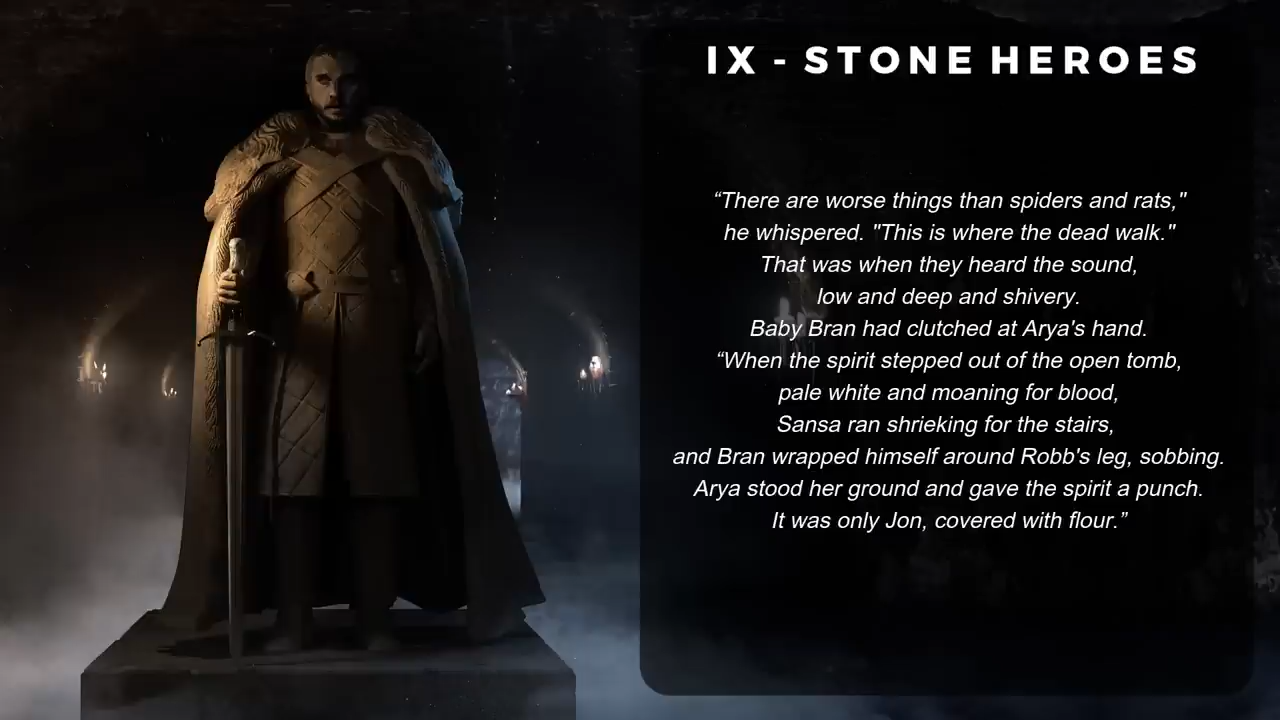 IX - STONE HEROES
“There are worse things than spiders and rats,"
he whispered. "This is where the dead walk."
That was when they heard the sound,
low and deep and shivery.
Baby Bran had clutched at Arya's hand.
“When the spirit stepped out of the open tomb,
pale white and moaning for blood,
Sansa ran shrieking for the stairs,
and Bran wrapped himself around Robb's leg, sobbing.
Arya stood her ground and gave the spirit a punch.
It was only Jon, covered with flour.”